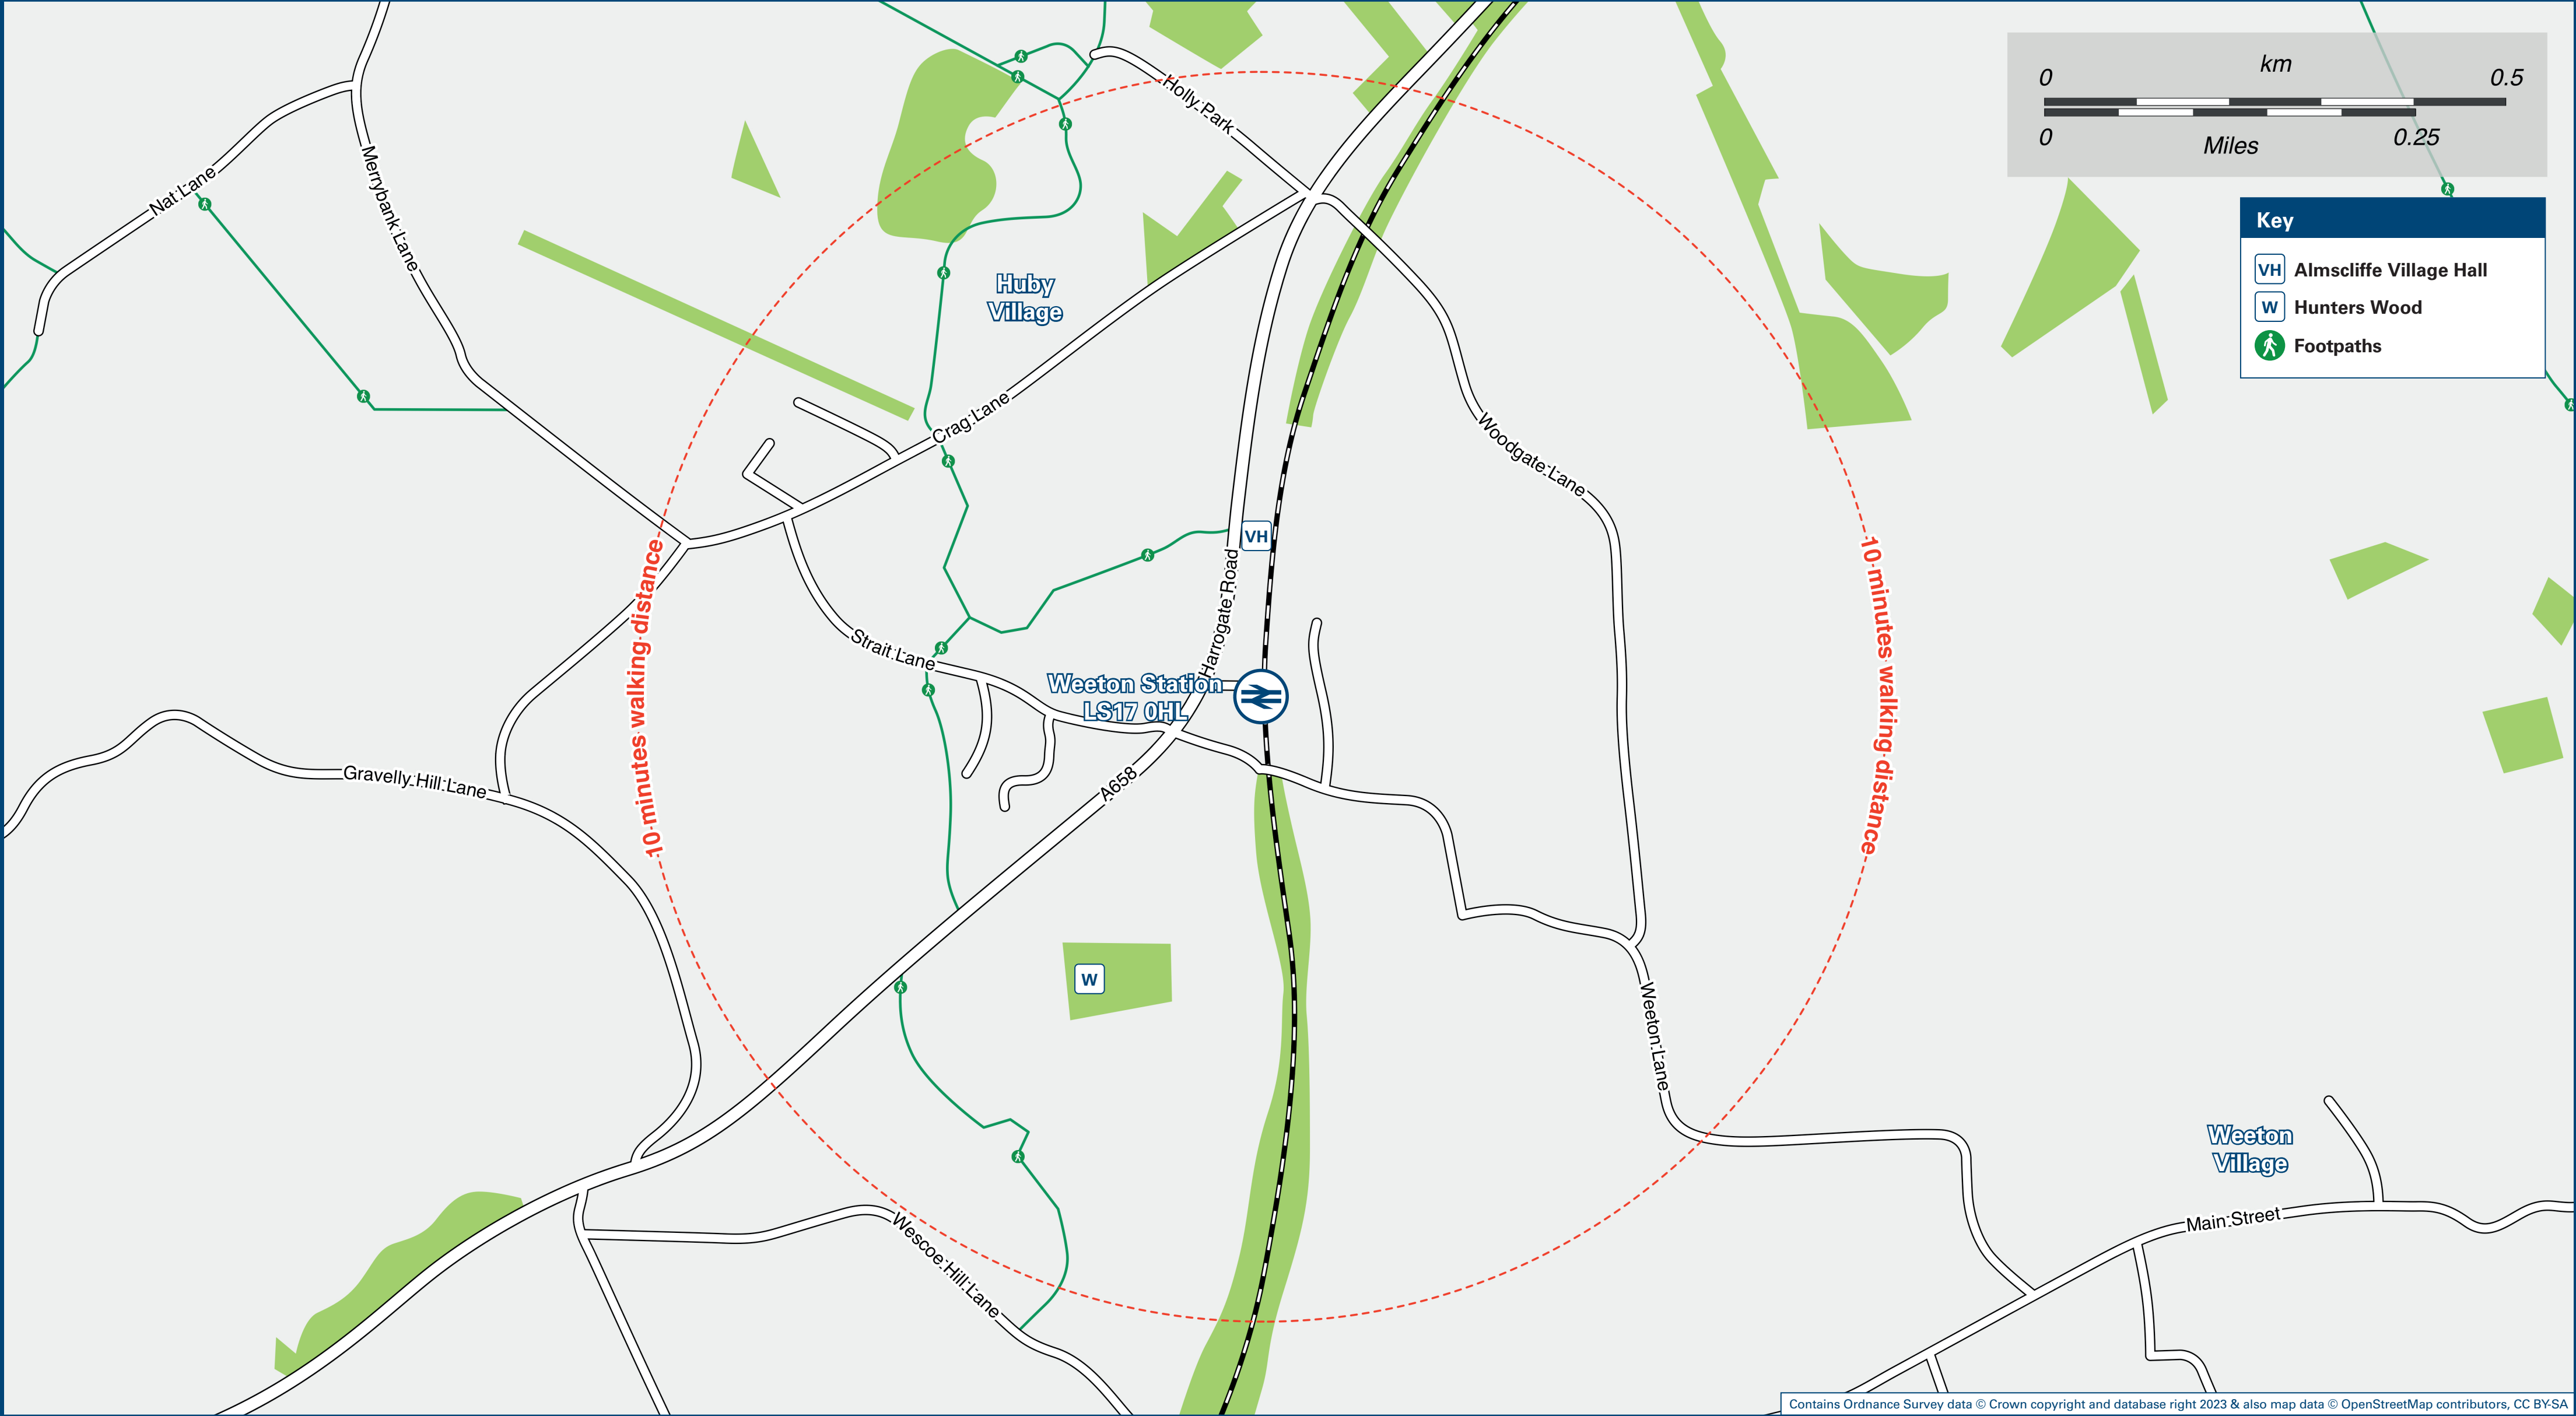 km
0
0.5
0
Miles
0.25
Key
VH Almscliffe Village Hall
W Hunters Wood
Footpaths
Holly Park
Nat Lane
Merrybank Lane
Huby
Village
Crag Lane
Woodgate Lane
VH
Harrogate Road
10 minutes walking distance
10 minutes walking distance
Strait Lane
Weeton Station
LS17 0HL
A658
Gravelly Hill Lane
W
Weeton Lane
Weeton
Village
Main Street
Wescoe Hill Lane
Contains Ordnance Survey data © Crown copyright and database right 2023 & also map data © OpenStreetMap contributors, CC BY-SA